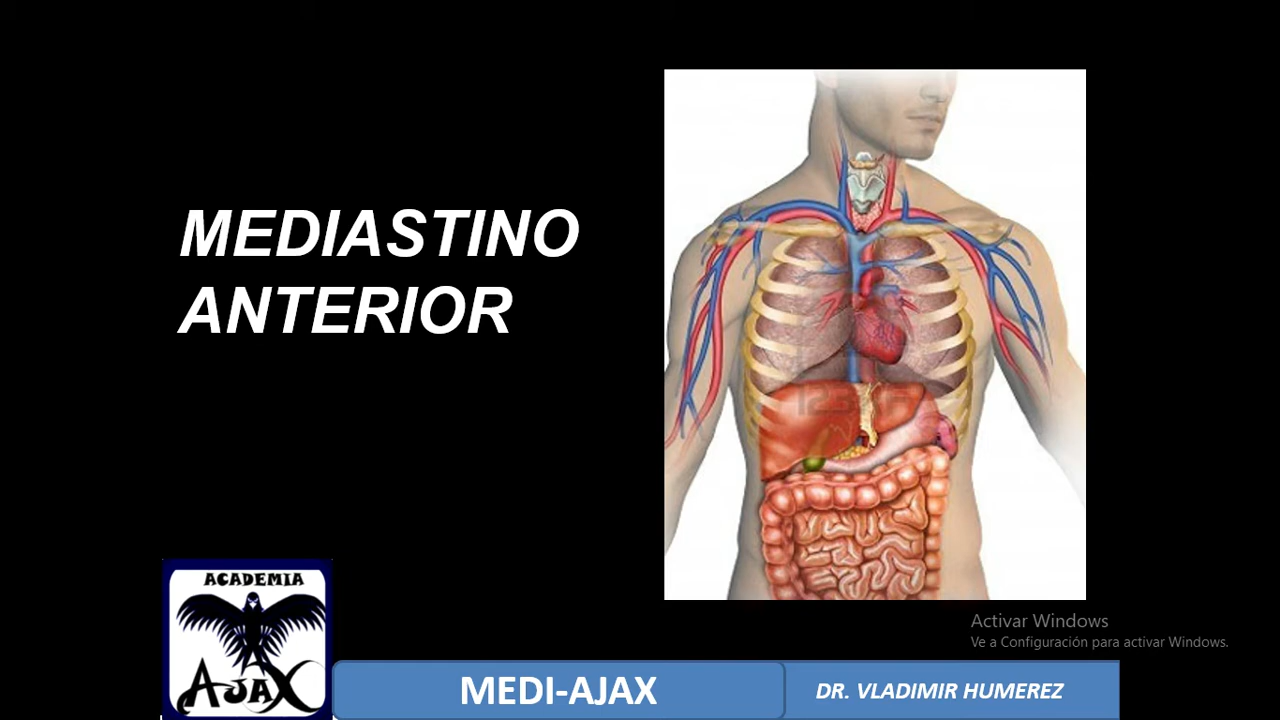 MEDIASTINO
ANTERIOR
ACADEMIA
AJAX
MEDI-AJAX
DR. VLADIMIR HUMEREZ
Activar Windows
Ve a Configuración para activar Windows.